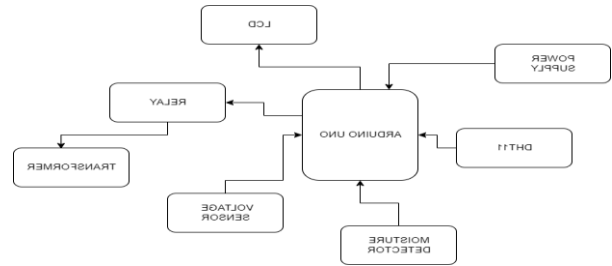 LCD
POWER
SUPPLY
RELAY
ARDUINO UNO
DHT11
TRANSFORMER
VOLTAGE
SENSOR
MOISTURE
DETECTOR